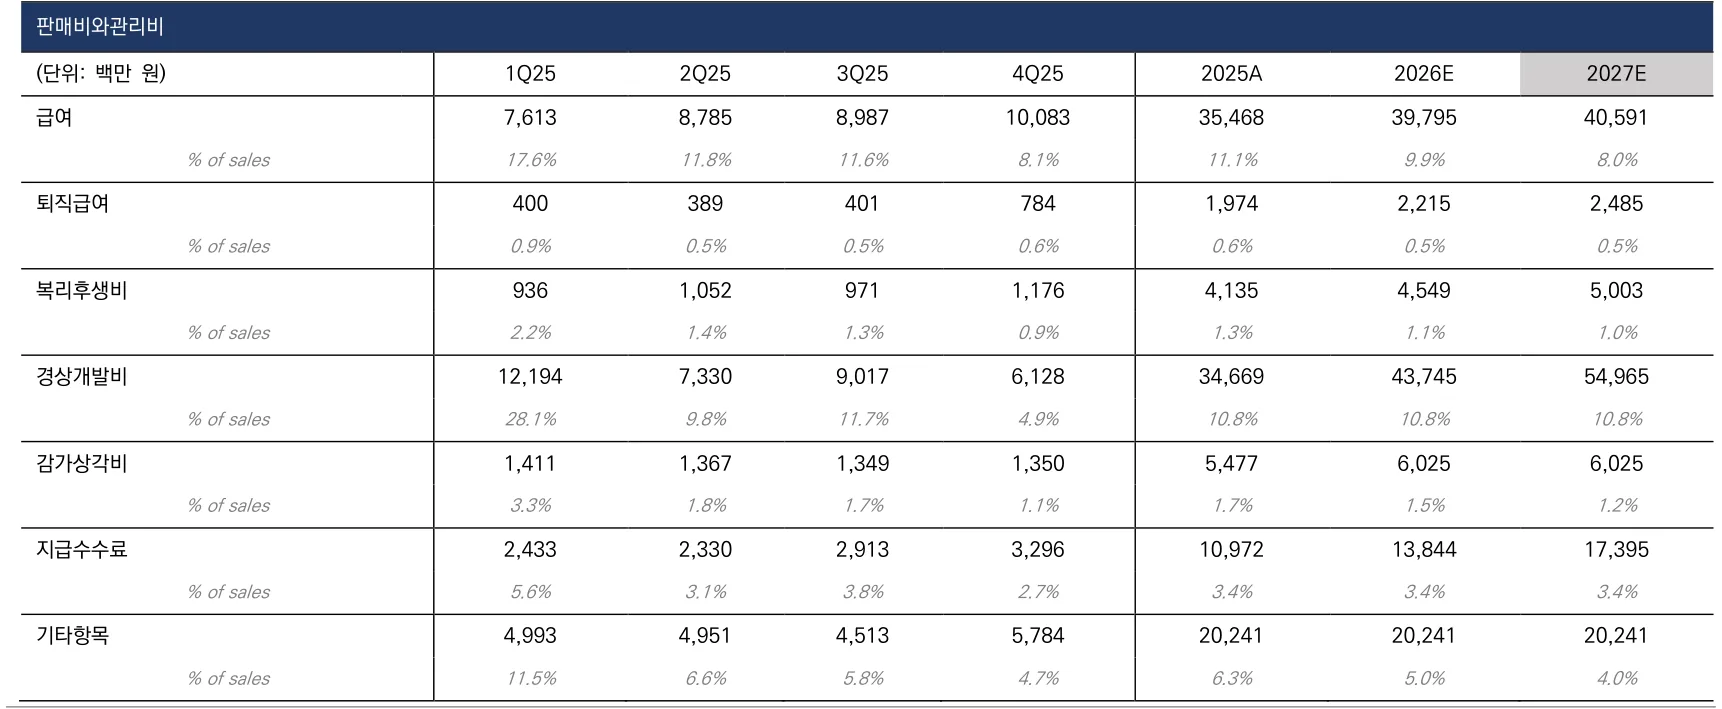 판매비와관리비
(단위: 백만 원) 1Q25 2Q25 3Q25 4Q25 2025A 2026E 2027E
급여 7,613 8,785 8,987 10,083 35,468 39,795 40,591
% of sales 17.6% 11.8% 11.6% 8.1% 11.1% 9.9% 8.0%
퇴직급여 400 389 401 784 1,974 2,215 2,485
% of sales 0.9% 0.5% 0.5% 0.6% 0.6% 0.5% 0.5%
복리후생비 936 1,052 971 1,176 4,135 4,549 5,003
% of sales 2.2% 1.4% 1.3% 0.9% 1.3% 1.1% 1.0%
경상개발비 12,194 7,330 9,017 6,128 34,669 43,745 54,965
% of sales 28.1% 9.8% 11.7% 4.9% 10.8% 10.8% 10.8%
감가상각비 1,411 1,367 1,349 1,350 5,477 6,025 6,025
% of sales 3.3% 1.8% 1.7% 1.1% 1.7% 1.5% 1.2%
지급수수료 2,433 2,330 2,913 3,296 10,972 13,844 17,395
% of sales 5.6% 3.1% 3.8% 2.7% 3.4% 3.4% 3.4%
기타항목 4,993 4,951 4,513 5,784 20,241 20,241 20,241
% of sales 11.5% 6.6% 5.8% 4.7% 6.3% 5.0% 4.0%